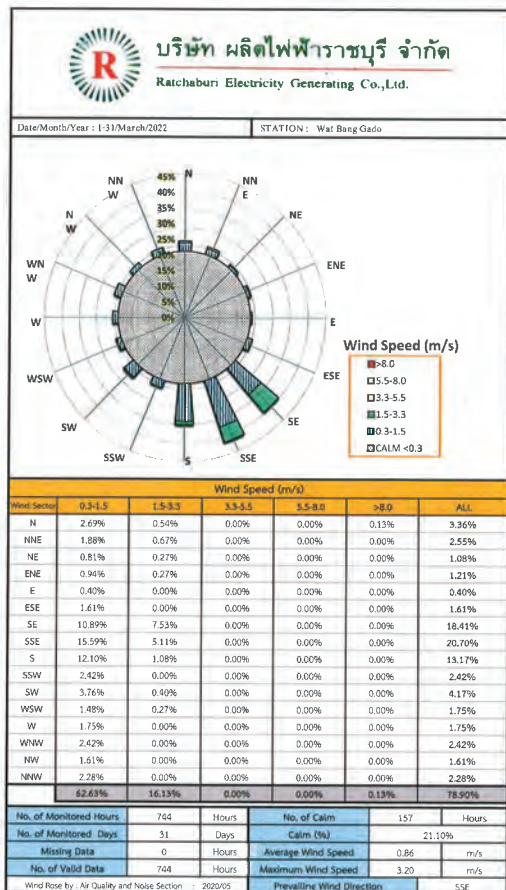 บริษัท ผลิตไฟฟ้าราชบุรี จำกัด
R
Ratchaburi Electricity Generating Co.,Ltd.
Date/Month/Year : 1-31/March/2022 STATION : Wat Bang Gado
45%
40%
35%
30%
25%
20%
15%
10%
5%
0%
N
NN
E
NE
ENE
E
ESE
SE
SSE
S
SSW
SW
WSW
W
WN
W
N
W
NN
W
Wind Speed (m/s)
>8.0
5.5-8.0
3.3-5.5
1.5-3.3
0.3-1.5
CALM <0.3
Wind Speed (m/s)
Wind Sector 0.3-1.5 1.5-3.3 3.3-5.5 5.5-8.0 >8.0 ALL
N 2.69% 0.54% 0.00% 0.00% 0.13% 3.36%
NNE 1.88% 0.67% 0.00% 0.00% 0.00% 2.55%
NE 0.81% 0.27% 0.00% 0.00% 0.00% 1.08%
ENE 0.94% 0.27% 0.00% 0.00% 0.00% 1.21%
E 0.40% 0.00% 0.00% 0.00% 0.00% 0.40%
ESE 1.61% 0.00% 0.00% 0.00% 0.00% 1.61%
SE 10.89% 7.53% 0.00% 0.00% 0.00% 18.41%
SSE 15.59% 5.11% 0.00% 0.00% 0.00% 20.70%
S 12.10% 1.08% 0.00% 0.00% 0.00% 13.17%
SSW 2.42% 0.00% 0.00% 0.00% 0.00% 2.42%
SW 3.76% 0.40% 0.00% 0.00% 0.00% 4.17%
WSW 1.48% 0.27% 0.00% 0.00% 0.00% 1.75%
W 1.75% 0.00% 0.00% 0.00% 0.00% 1.75%
WNW 2.42% 0.00% 0.00% 0.00% 0.00% 2.42%
NW 1.61% 0.00% 0.00% 0.00% 0.00% 1.61%
NNW 2.28% 0.00% 0.00% 0.00% 0.00% 2.28%
62.63% 16.13% 0.00% 0.00% 0.13% 78.90%
No. of Monitored Hours 744 Hours No. of Calm 157 Hours
No. of Monitored Days 31 Days Calm (%) 21.10%
Missing Data 0 Hours Average Wind Speed 0.86 m/s
No. of Valid Data 744 Hours Maximum Wind Speed 3.20 m/s
Wind Rose by : Air Quality and Noise Section : 2020/05 Prevailing Wind Direction SSE